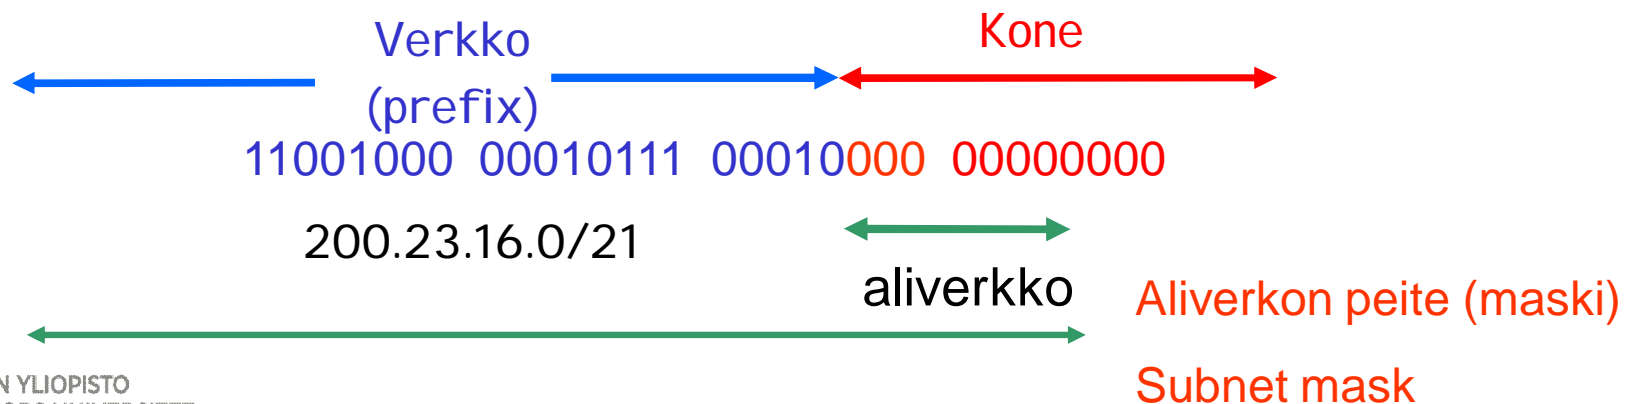 Verkko
(prefix)
Kone
11001000 00010111 00010000 00000000
200.23.16.0/21
aliverkko
Aliverkon peite (maski)
Subnet mask
YLIOPISTO